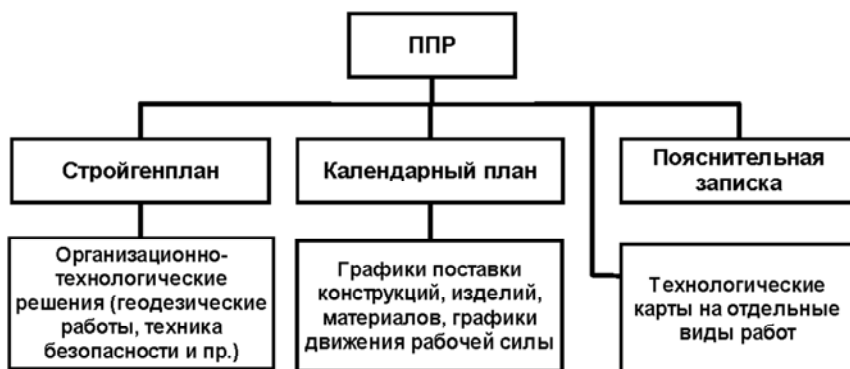 ППР
Стройгенплан
Календарный план
Пояснительная
записка
Организационно-
технологические
решения (геодезические
работы, техника
безопасности и пр.)
Графики поставки
конструкций, изделий,
материалов, графики
движения рабочей силы
Технологические
карты на отдельные
виды работ